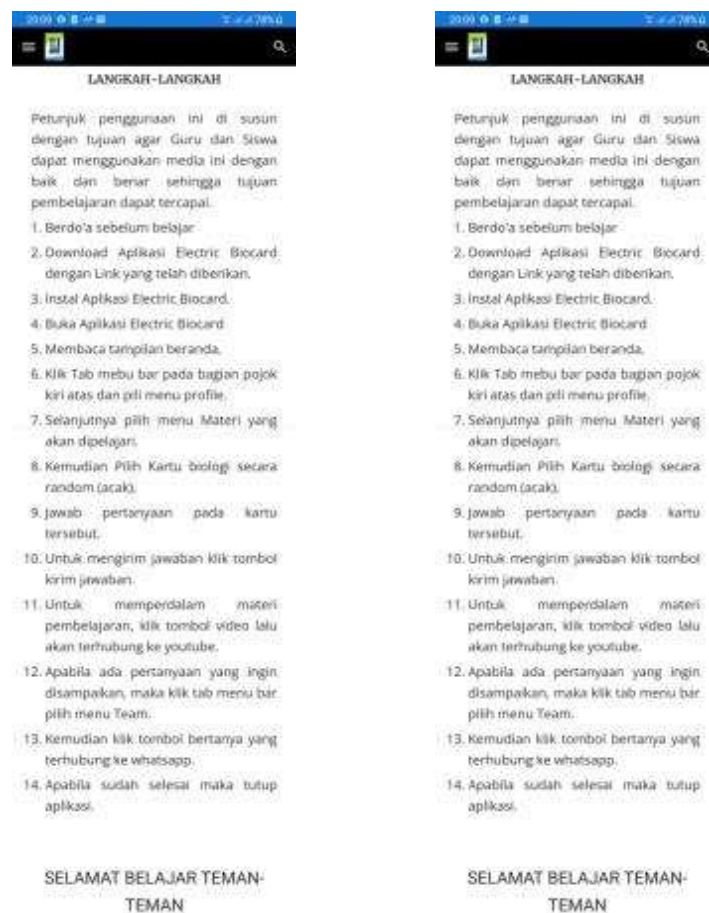 20.09
78%
LANGKAH-LANGKAH
Petunjuk penggunaan ini di susun
dengan tujuan agar Guru dan Siswa
dapat menggunakan media ini dengan
baik dan benar sehingga tujuan
pembelajaran dapat tercapai.
1. Berdo'a sebelum belajar
2. Download Aplikasi Electric Biocard
dengan Link yang telah diberikan.
3. Instal Aplikasi Electric Biocard.
4. Buka Aplikasi Electric Biocard
5. Membaca tampilan beranda,
6. Klik Tab mebu bar pada bagian pojok
kiri atas dan pili menu profile.
7. Selanjutnya pilih menu Materi yang
akan dipelajari.
8. Kemudian Pilih Kartu biologi secara
random (acak),
9. Jawab pertanyaan pada kartu
tersebut.
10. Untuk mengirim jawaban klik tombol
kirim jawaban.
11. Untuk memperdalam materi
pembelajaran, klik tombol video lalu
akan terhubung ke youtube.
12. Apabila ada pertanyaan yang ingin
disampaikan, maka klik tab menu bar
pilih menu Team.
13. Kemudian klik tombol bertanya yang
terhubung ke whatsapp.
14. Apabila sudah selesai maka tutup
aplikasi.
SELAMAT BELAJAR TEMAN-
TEMAN
20.09
78%
LANGKAH-LANGKAH
Petunjuk penggunaan ini di susun
dengan tujuan agar Guru dan Siswa
dapat menggunakan media ini dengan
baik dan benar sehingga tujuan
pembelajaran dapat tercapai.
1. Berdo'a sebelum belajar
2. Download Aplikasi Electric Biocard
dengan Link yang telah diberikan.
3. Instal Aplikasi Electric Biocard.
4. Buka Aplikasi Electric Biocard
5. Membaca tampilan beranda,
6. Klik Tab mebu bar pada bagian pojok
kiri atas dan pili menu profile.
7. Selanjutnya pilih menu Materi yang
akan dipelajari.
8. Kemudian Pilih Kartu biologi secara
random (acak),
9. Jawab pertanyaan pada kartu
tersebut.
10. Untuk mengirim jawaban klik tombol
kirim jawaban.
11. Untuk memperdalam materi
pembelajaran, klik tombol video lalu
akan terhubung ke youtube.
12. Apabila ada pertanyaan yang ingin
disampaikan, maka klik tab menu bar
pilih menu Team.
13. Kemudian klik tombol bertanya yang
terhubung ke whatsapp.
14. Apabila sudah selesai maka tutup
aplikasi.
SELAMAT BELAJAR TEMAN-
TEMAN